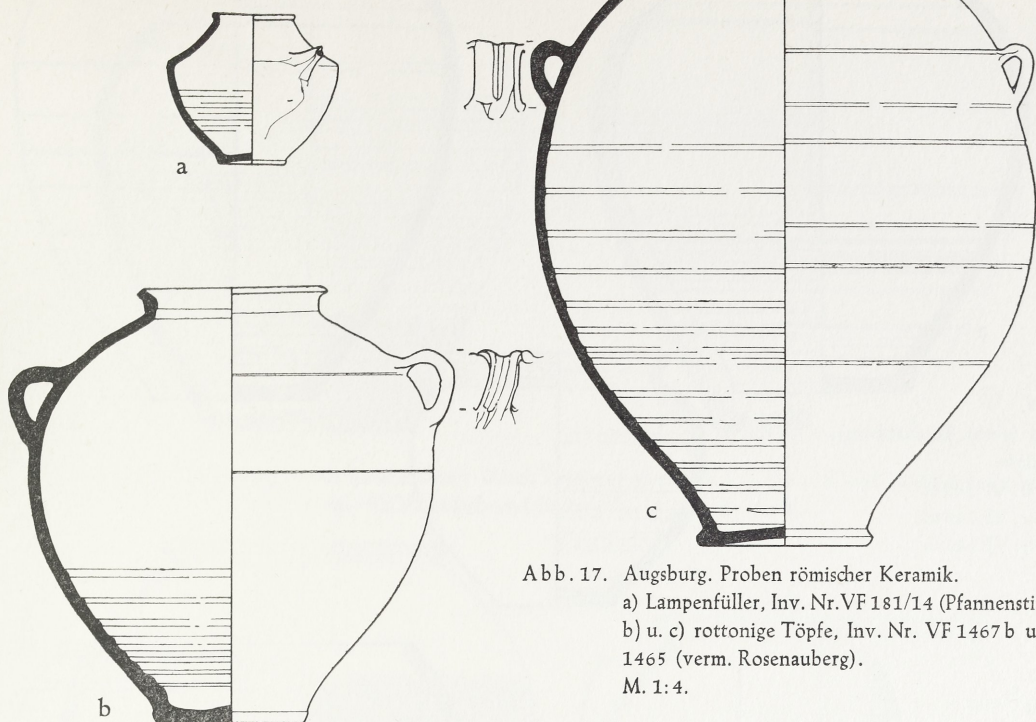 a
b
c
Abb. 17. Augsburg. Proben römischer Keramik.
a) Lampenfüller, Inv. Nr. VF 181/14
b) u. c) rottonige Töpfe, Inv. Nr. VF 1467 b
1465 (verm. Rosenauberg).
M. 1:4.